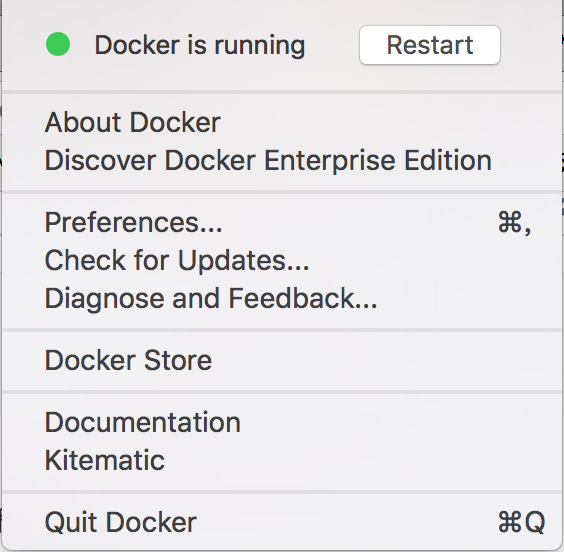 Docker is running Restart
About Docker
Discover Docker Enterprise Edition
Preferences... ⌘,
Check for Updates...
Diagnose and Feedback...
Docker Store
Documentation
Kitematic
Quit Docker ⌘Q